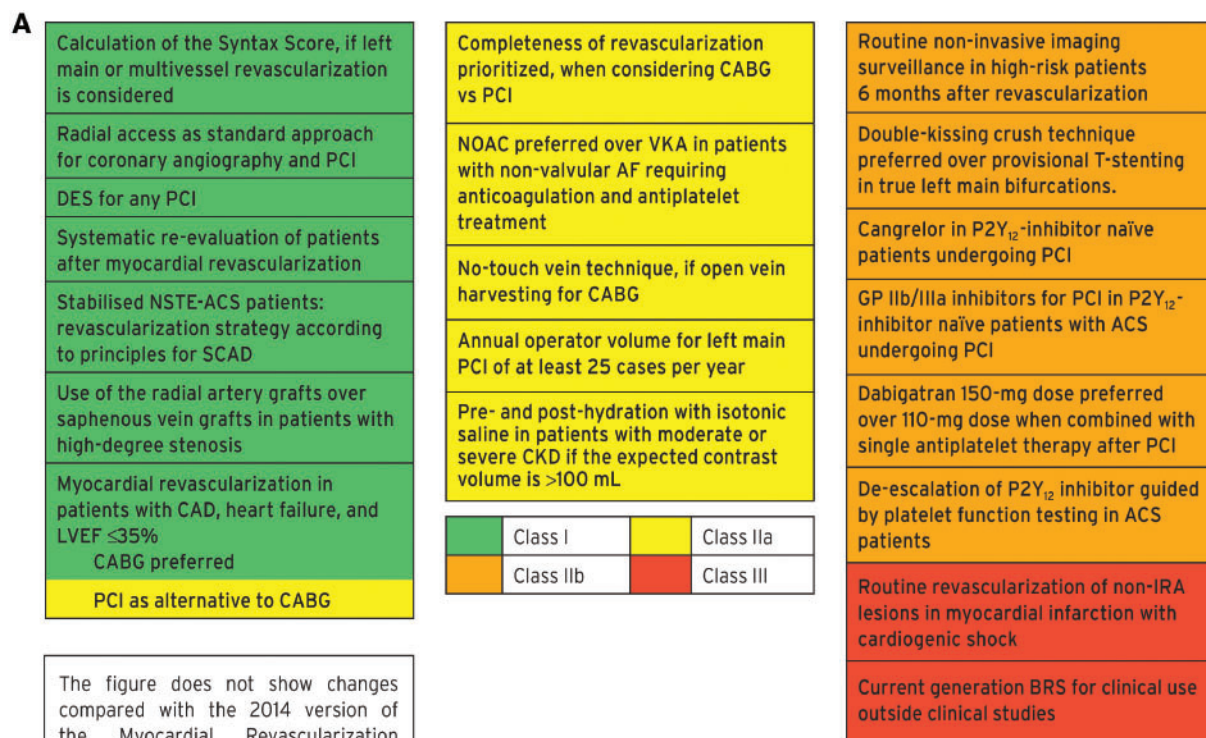 A
Calculation of the Syntax Score, if left
main or multivessel revascularization
is considered
Radial access as standard approach
for coronary angiography and PCI
DES for any PCI
Systematic re-evaluation of patients
after myocardial revascularization
Stabilised NSTE-ACS patients:
revascularization strategy according
to principles for SCAD
Use of the radial artery grafts over
saphenous vein grafts in patients with
high-degree stenosis
Myocardial revascularization in
patients with CAD, heart failure, and
LVEF ≤35%
CABG preferred
PCI as alternative to CABG
The figure does not show changes
compared with the 2014 version of
the Myocardial Revascularization
Completeness of revascularization
prioritized, when considering CABG
vs PCI
NOAC preferred over VKA in patients
with non-valvular AF requiring
anticoagulation and antiplatelet
treatment
No-touch vein technique, if open vein
harvesting for CABG
Annual operator volume for left main
PCI of at least 25 cases per year
Pre- and post-hydration with isotonic
saline in patients with moderate or
severe CKD if the expected contrast
volume is >100 mL
Class I
Class IIa
Class IIb
Class III
Routine non-invasive imaging
surveillance in high-risk patients
6 months after revascularization
Double-kissing crush technique
preferred over provisional T-stenting
in true left main bifurcations.
Cangrelor in P2Y₁₂-inhibitor naïve
patients undergoing PCI
GP IIb/IIIa inhibitors for PCI in P2Y₁₂-
inhibitor naïve patients with ACS
undergoing PCI
Dabigatran 150-mg dose preferred
over 110-mg dose when combined with
single antiplatelet therapy after PCI
De-escalation of P2Y₁₂ inhibitor guided
by platelet function testing in ACS
patients
Routine revascularization of non-IRA
lesions in myocardial infarction with
cardiogenic shock
Current generation BRS for clinical use
outside clinical studies